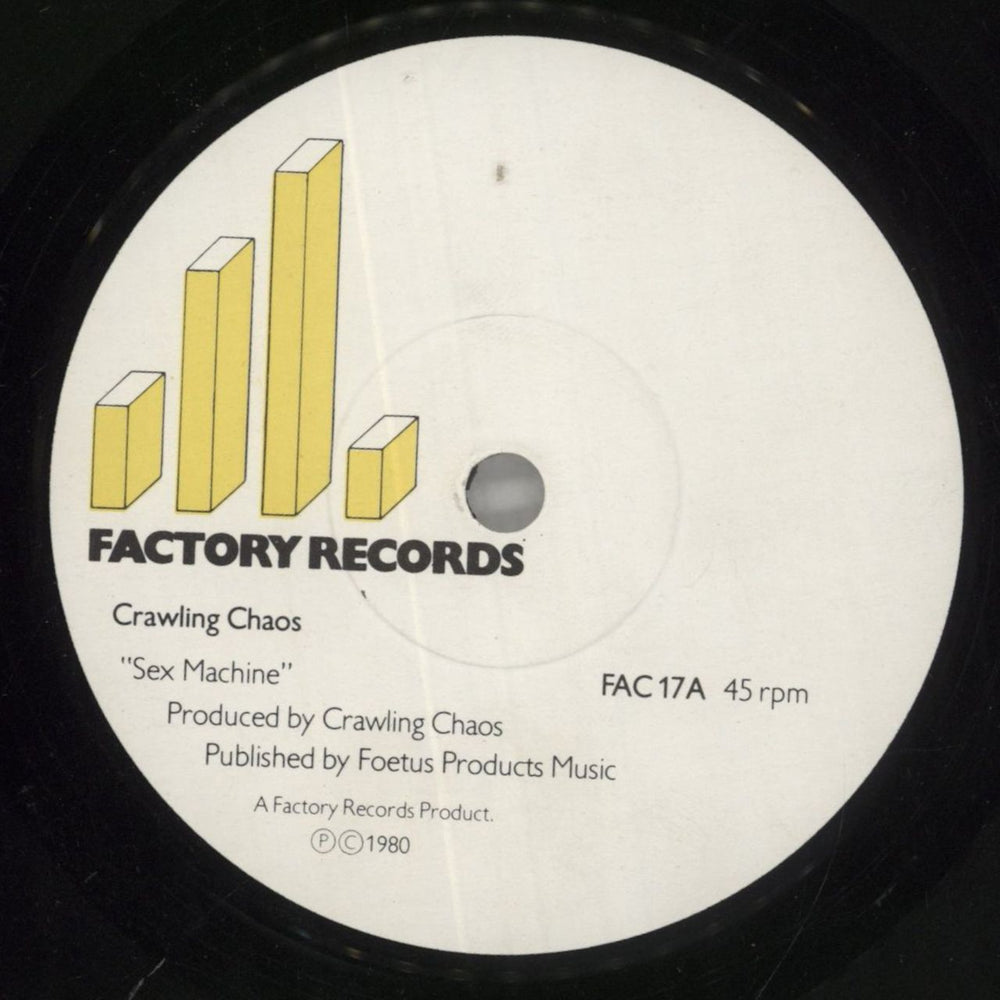 FACTORY RECORDS
Crawling Chaos
"Sex Machine"
FAC 17A 45 rpm
Produced by Crawling Chaos
Published by Foetus Products Music
A Factory Records Product.
ⓅⒸ1980